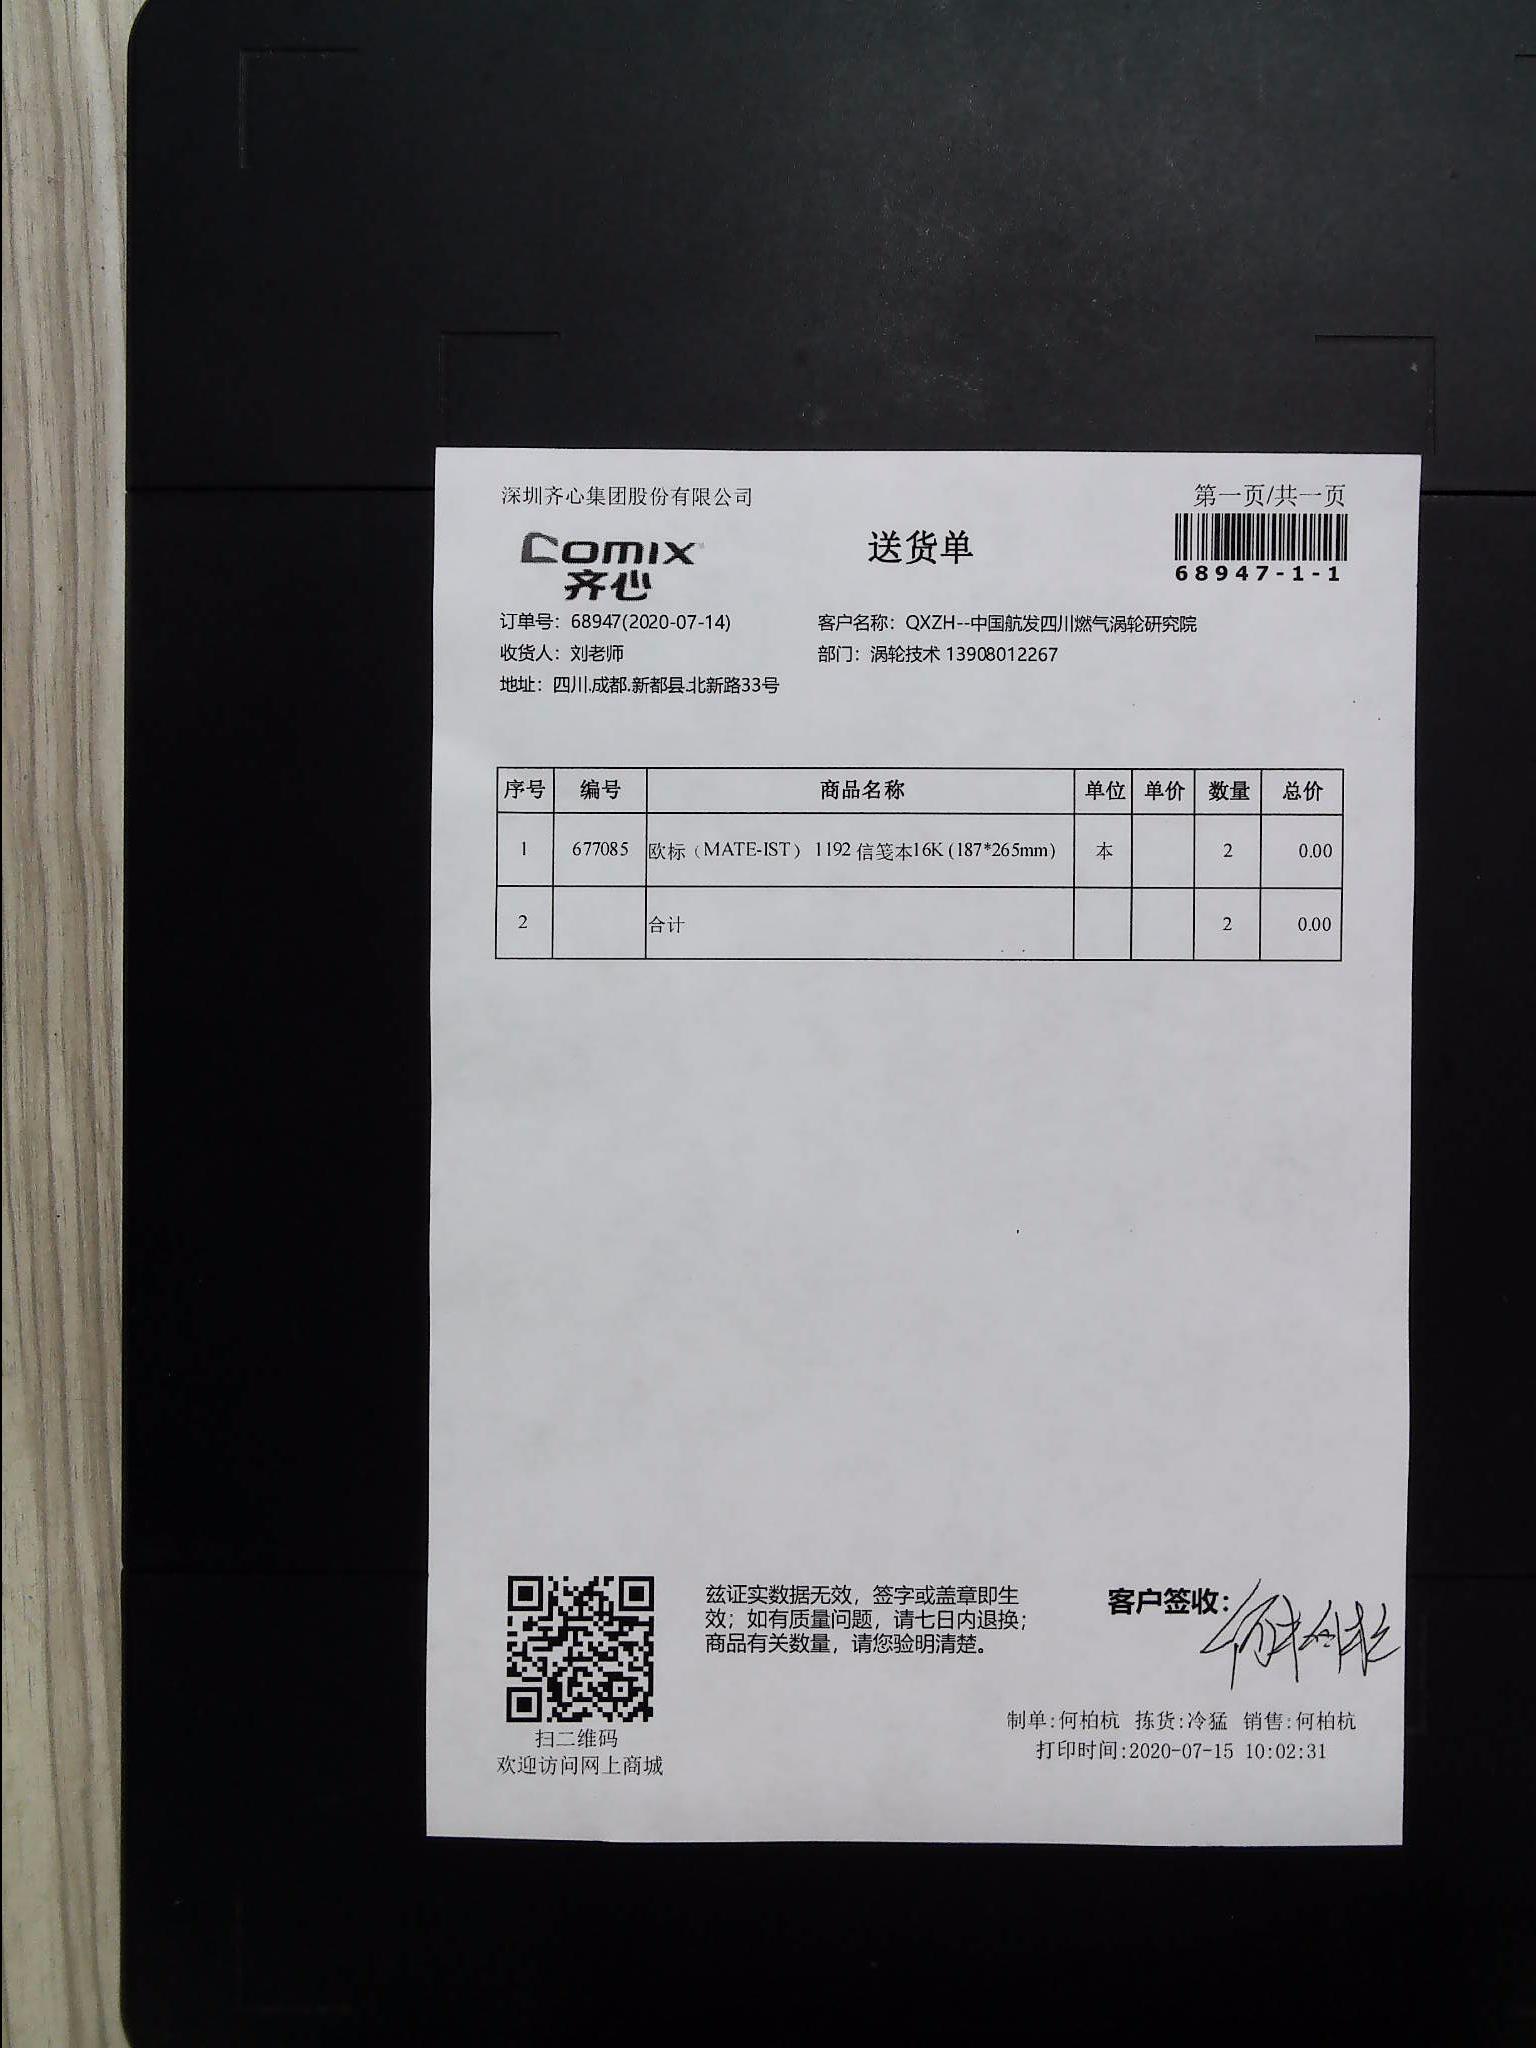 深圳齐心集团股份有限公司
第一页/共一页
COMIX
齐心
送货单
68947-1-1
订单号：68947(2020-07-14)
客户名称：QXZH--中国航发四川燃气涡轮研究院
收货人：刘老师
部门：涡轮技术 13908012267
地址：四川.成都.新都县.北新路33号
序号 编号 商品名称 单位 单价 数量 总价
1 677085 欧标（MATE-IST） 1192 信笺本16K (187*265mm) 本 2 0.00
2 合计 2 0.00
兹证实数据无效，签字或盖章即生
效；如有质量问题，请七日内退换；
商品有关数量，请您验明清楚。
客户签收：何柏杭
扫二维码
欢迎访问网上商城
制单:何柏杭 拣货:冷猛 销售:何柏杭
打印时间:2020-07-15 10:02:31